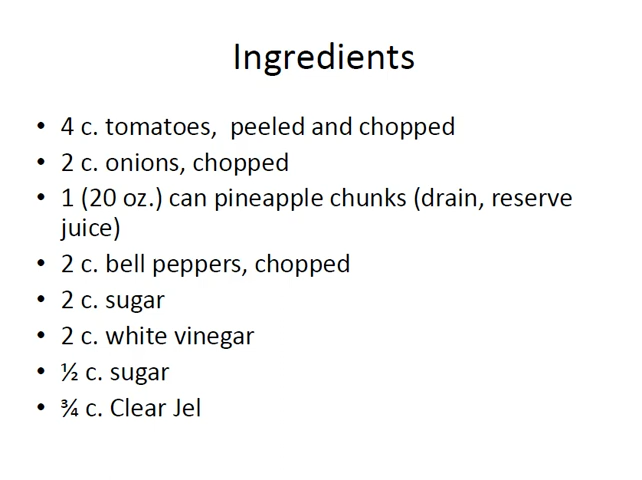 Ingredients
• 4 c. tomatoes,  peeled and chopped
• 2 c. onions, chopped
• 1 (20 oz.) can pineapple chunks (drain, reserve
juice)
• 2 c. bell peppers, chopped
• 2 c. sugar
• 2 c. white vinegar
• ½ c. sugar
• ¾ c. Clear Jel